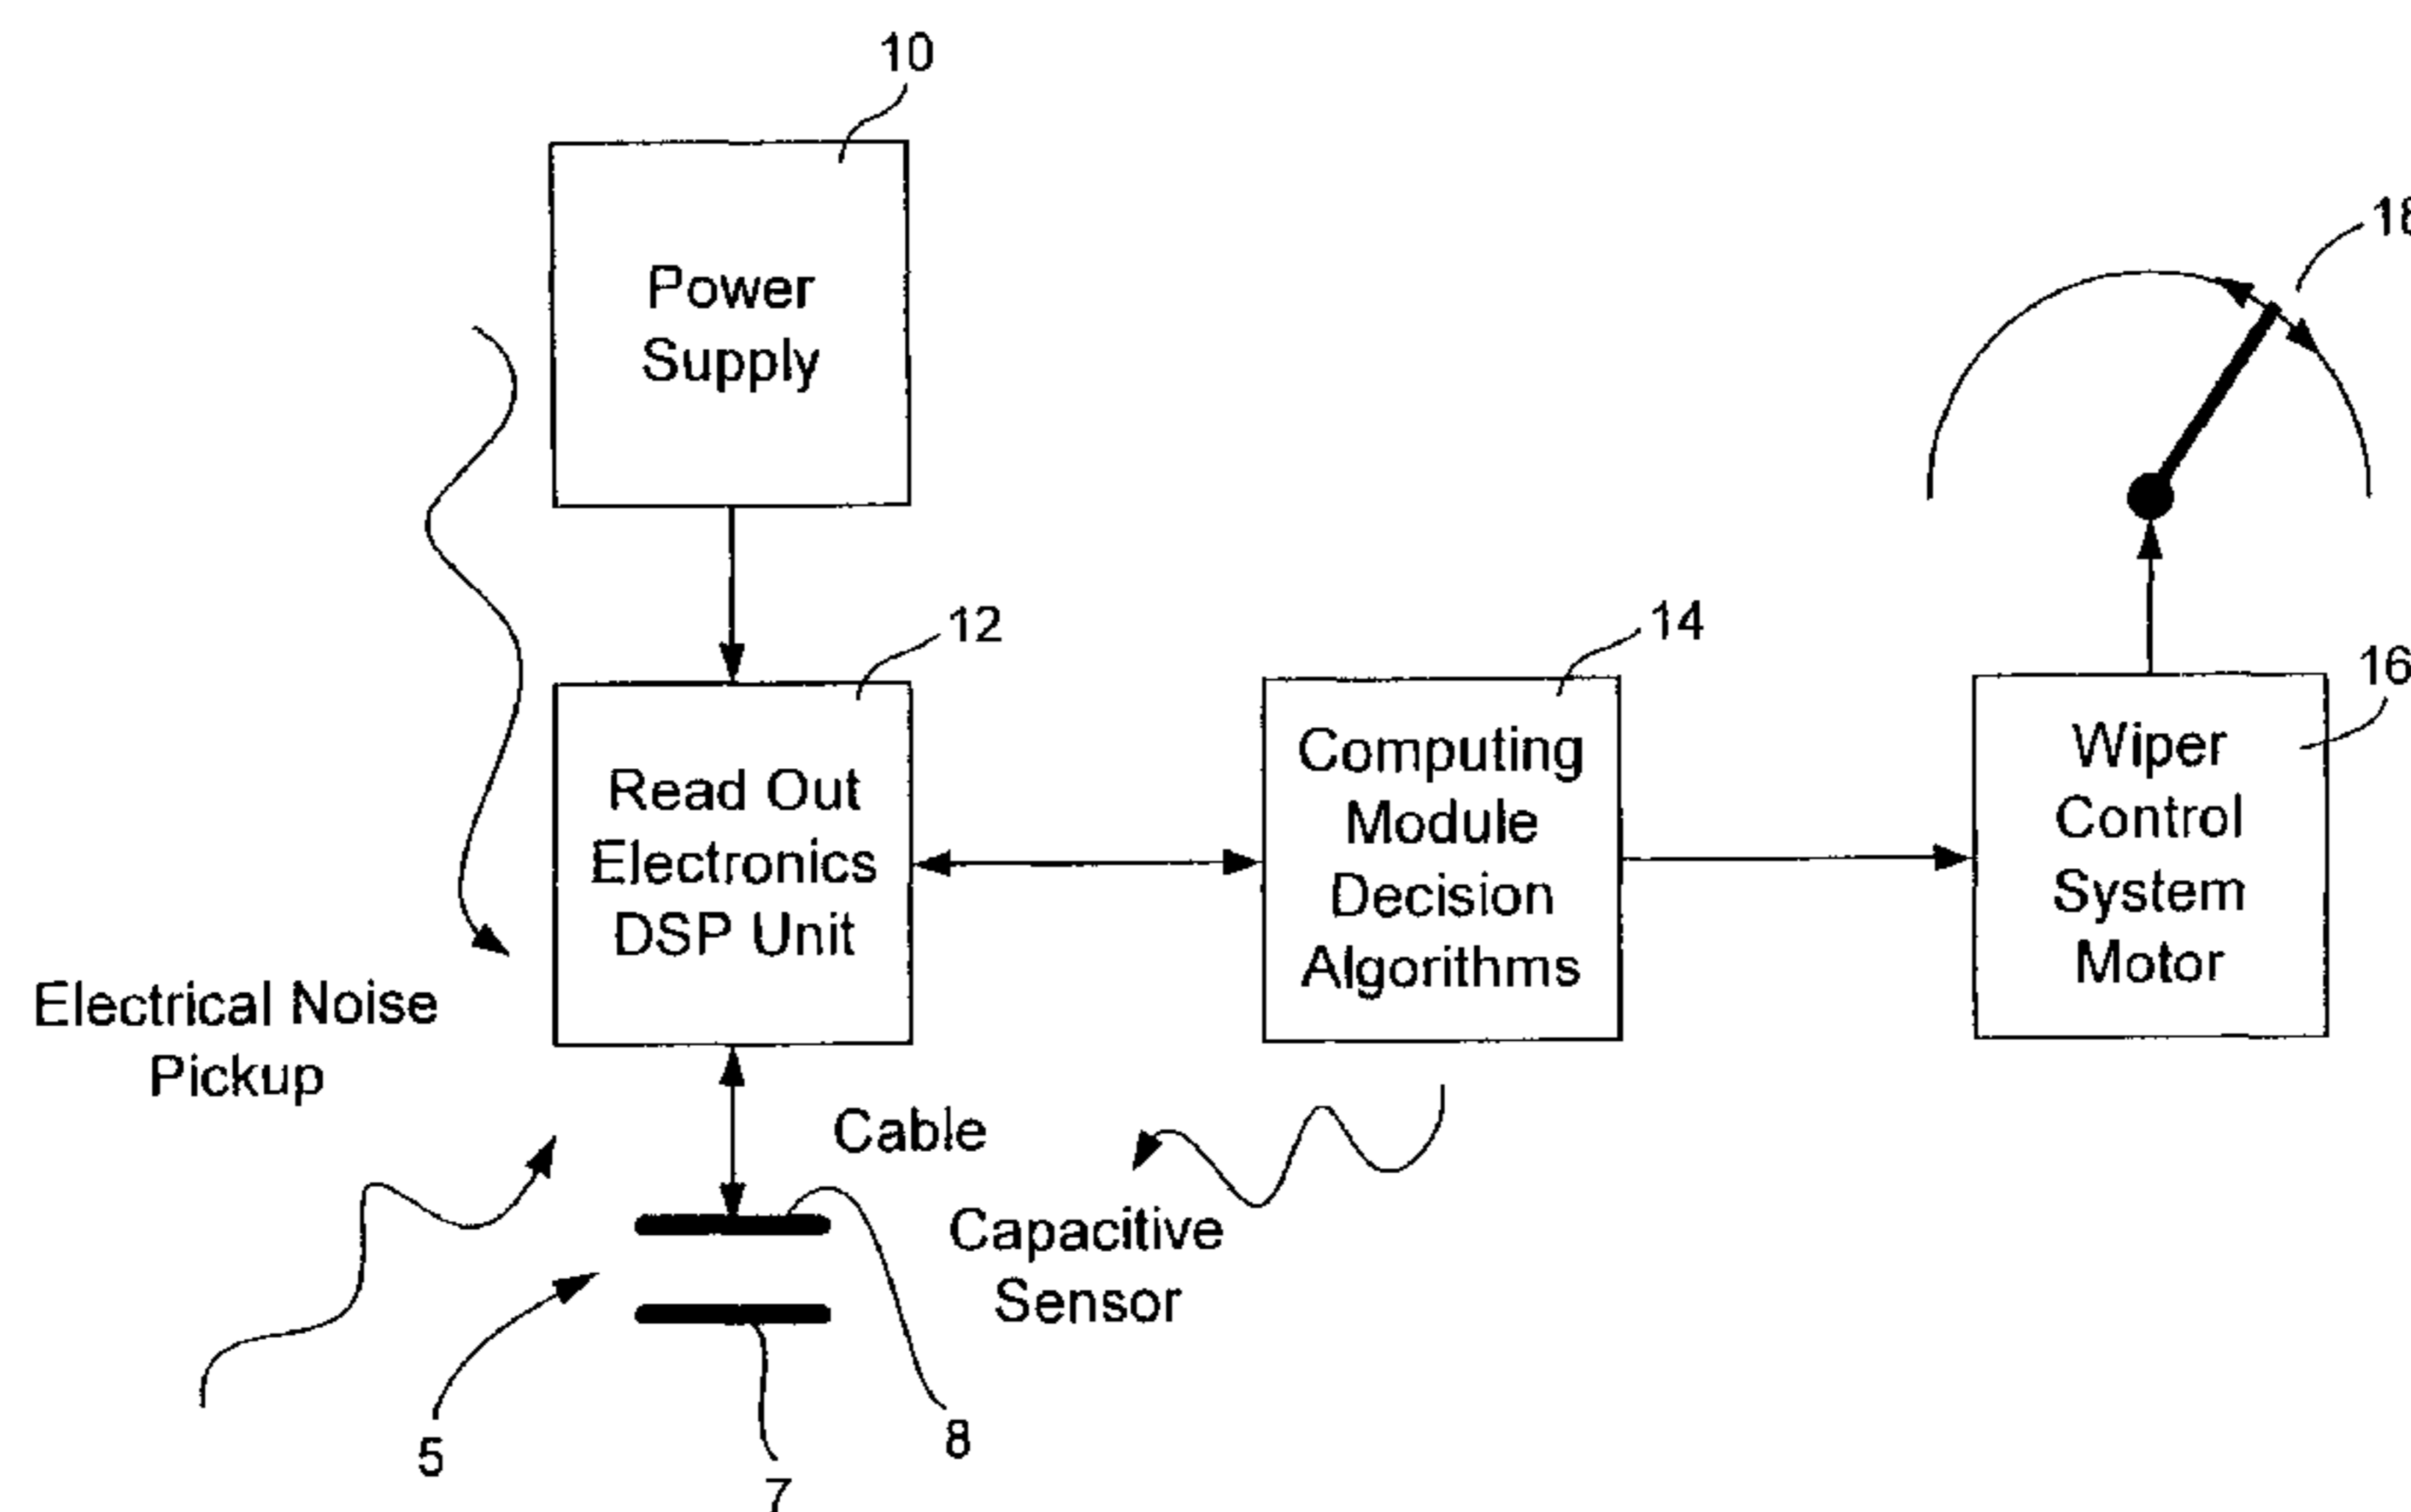 10
Power
Supply
18
12
14
16
Read Out
Electronics
DSP Unit
Computing
Module
Decision
Algorithms
Wiper
Control
System
Motor
Electrical Noise
Pickup
Cable
Capacitive
Sensor
5
7
8